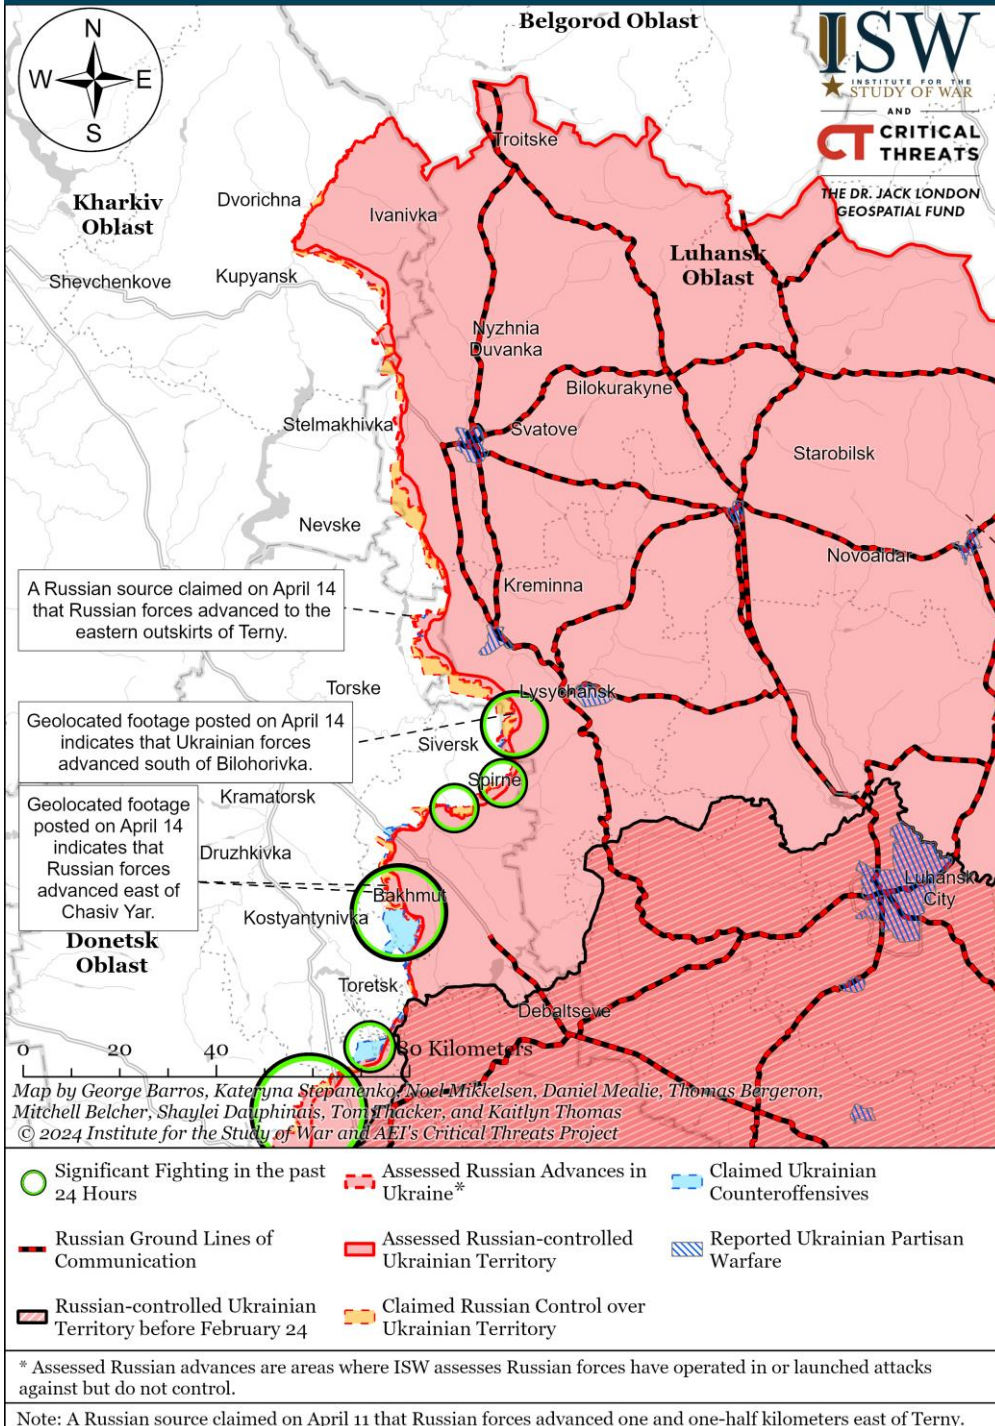 Belgorod Oblast
N
W
E
S
ISW
INSTITUTE FOR THE
STUDY OF WAR
AND
CT CRITICAL
THREATS
THE DR. JACK LONDON
GEOSPATIAL FUND
Troitske
Kharkiv
Oblast
Dvorichna
Ivanivka
Luhansk
Oblast
Shevchenkove
Kupyansk
Nyzhnia
Duvanka
Bilokurakyne
Stelmakhivka
Svatove
Starobilsk
Nevske
Novoaidar
Kreminna
A Russian source claimed on April 14
that Russian forces advanced to the
eastern outskirts of Terny.
Torske
Lysychansk
Geolocated footage posted on April 14
indicates that Ukrainian forces
advanced south of Bilohorivka.
Siversk
Spirne
Kramatorsk
Geolocated footage
posted on April 14
indicates that
Russian forces
advanced east of
Chasiv Yar.
Druzhkivka
Bakhmut
Luhansk
City
Kostyantynivka
Donetsk
Oblast
Toretsk
Debaltseve
0 20 40 80 Kilometers
Map by George Barros, Kateryna Stepanenko, Noel Mikkelsen, Daniel Mealie, Thomas Bergeron,
Mitchell Belcher, Shaylei Dauphinais, Tom Thacker, and Kaitlyn Thomas
© 2024 Institute for the Study of War and AEI's Critical Threats Project
Significant Fighting in the past
24 Hours
Assessed Russian Advances in
Ukraine*
Claimed Ukrainian
Counteroffensives
Russian Ground Lines of
Communication
Assessed Russian-controlled
Ukrainian Territory
Reported Ukrainian Partisan
Warfare
Russian-controlled Ukrainian
Territory before February 24
Claimed Russian Control over
Ukrainian Territory
* Assessed Russian advances are areas where ISW assesses Russian forces have operated in or launched attacks
against but do not control.
Note: A Russian source claimed on April 11 that Russian forces advanced one and one-half kilometers east of Terny.